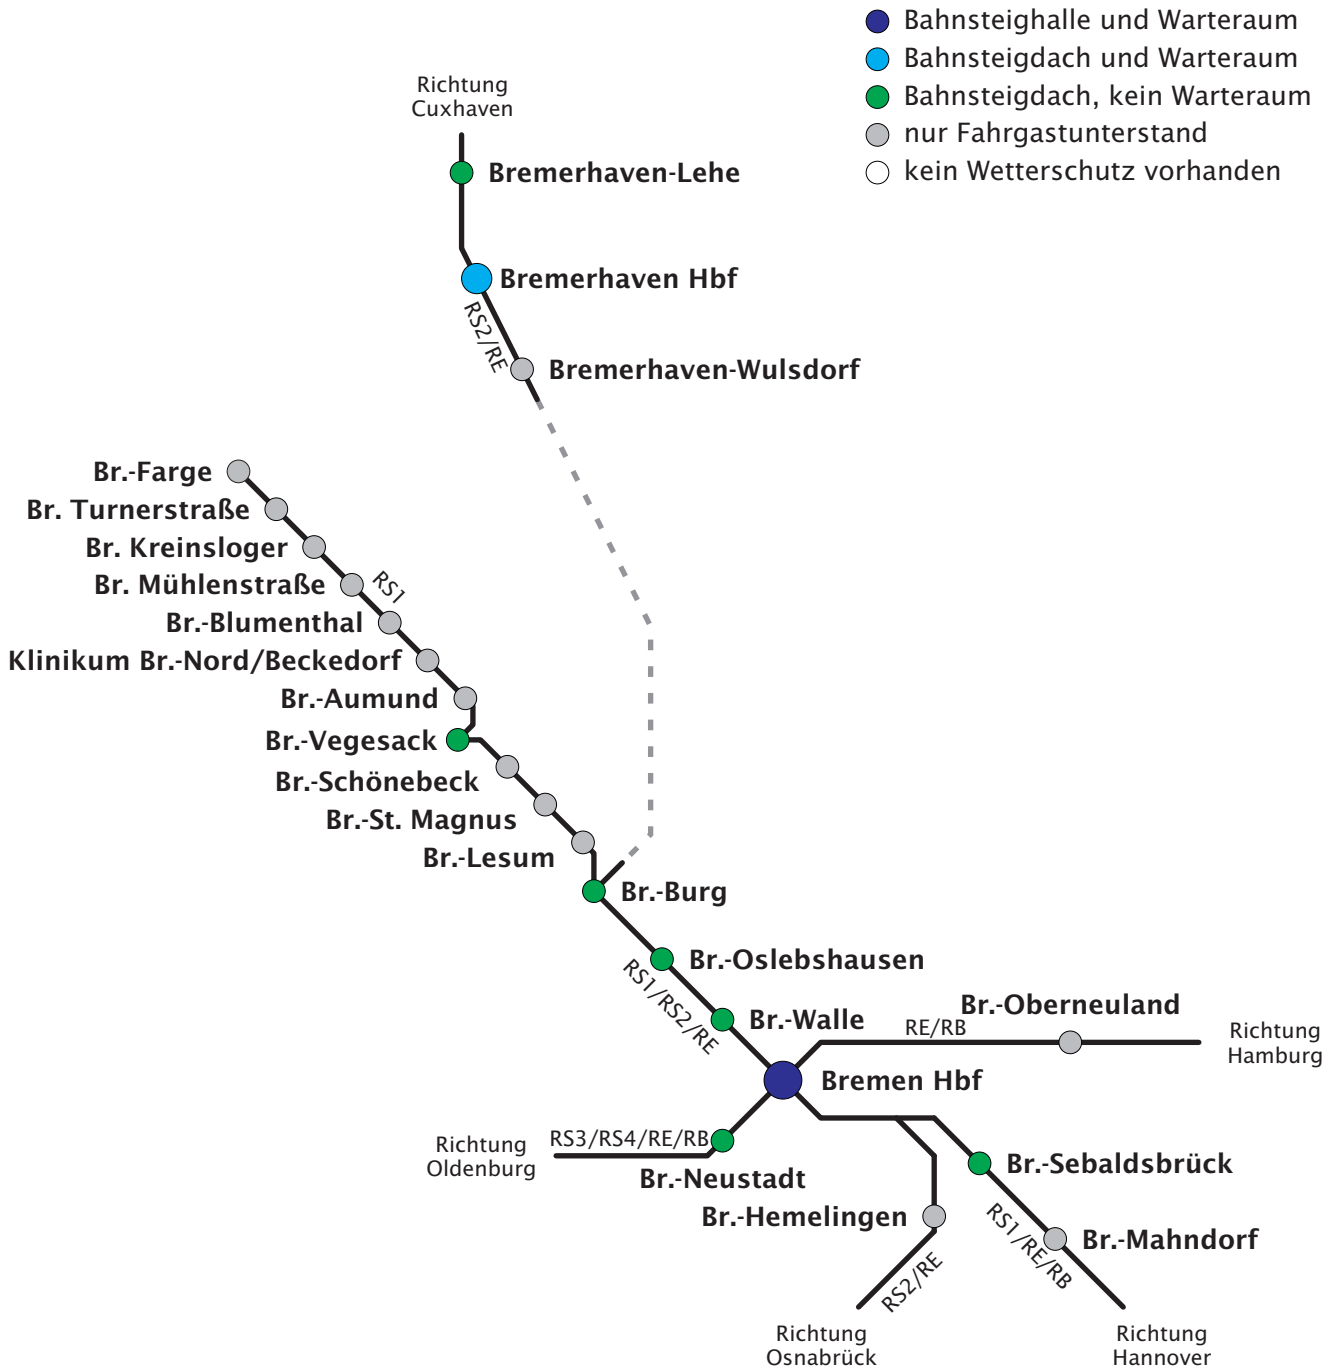 Bahnsteighalle und Warteraum
Bahnsteigdach und Warteraum
Bahnsteigdach, kein Warteraum
nur Fahrgastunterstand
kein Wetterschutz vorhanden
Richtung
Cuxhaven
Bremerhaven-Lehe
Bremerhaven Hbf
RS2/RE
Bremerhaven-Wulsdorf
Br.-Farge
Br. Turnerstraße
Br. Kreinsloger
Br. Mühlenstraße
RS1
Br.-Blumenthal
Klinikum Br.-Nord/Beckedorf
Br.-Aumund
Br.-Vegesack
Br.-Schönebeck
Br.-St. Magnus
Br.-Lesum
Br.-Burg
Br.-Oslebshausen
RS1/RS2/RE
Br.-Walle
Br.-Oberneuland
RE/RB
Richtung
Hamburg
Bremen Hbf
RS3/RS4/RE/RB
Richtung
Oldenburg
Br.-Neustadt
Br.-Sebaldsbrück
Br.-Hemelingen
RS1/RE/RB
Br.-Mahndorf
RS2/RE
Richtung
Osnabrück
Richtung
Hannover